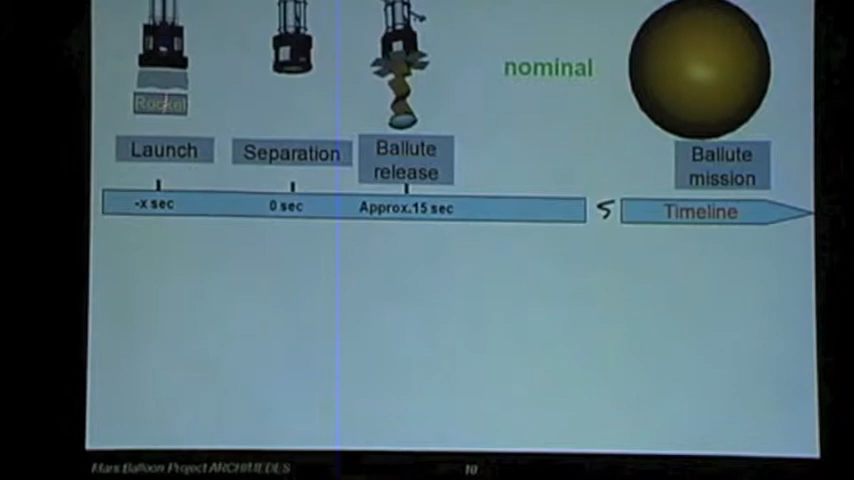 Rocket
nominal
Launch
Separation
Ballute
release
Ballute
mission
-x sec
0 sec
Approx.15 sec
Timeline
Mars Balloon Project ARCHIMEDES
10